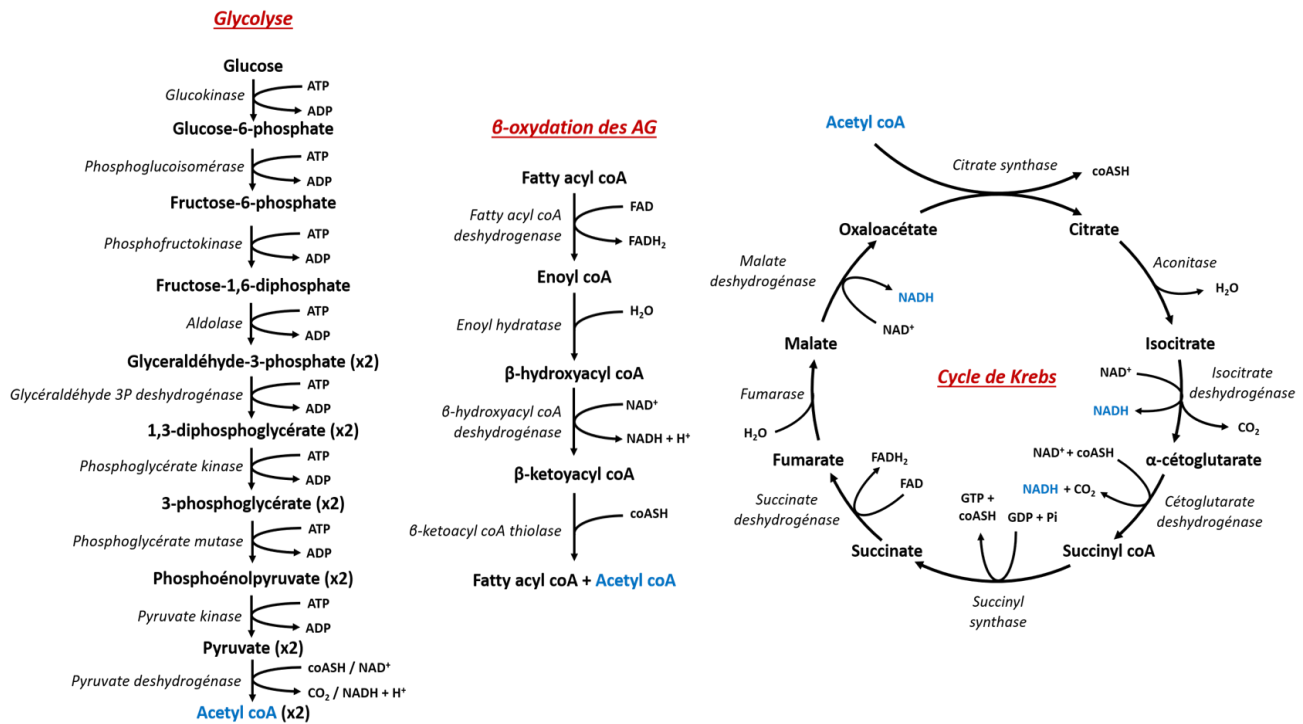 Glycolyse
Glucose
Glucokinase
ATP
ADP
Glucose-6-phosphate
Phosphoglucoisomérase
ATP
ADP
Fructose-6-phosphate
Phosphofructokinase
ATP
ADP
Fructose-1,6-diphosphate
Aldolase
ATP
ADP
Glyceraldéhyde-3-phosphate (x2)
Glycéraldéhyde 3P deshydrogénase
ATP
ADP
1,3-diphosphoglycérate (x2)
Phosphoglycérate kinase
ATP
ADP
3-phosphoglycérate (x2)
Phosphoglycérate mutase
ATP
ADP
Phosphoénolpyruvate (x2)
Pyruvate kinase
ATP
ADP
Pyruvate (x2)
Pyruvate deshydrogénase
coASH / NAD⁺
CO₂ / NADH + H⁺
Acetyl coA (x2)
β-oxydation des AG
Fatty acyl coA
Fatty acyl coA
deshydrogenase
FAD
FADH₂
Enoyl coA
Enoyl hydratase
H₂O
β-hydroxyacyl coA
β-hydroxyacyl coA
deshydrogénase
NAD⁺
NADH + H⁺
β-ketoyacyl coA
β-ketoacyl coA thiolase
coASH
Fatty acyl coA + Acetyl coA
Cycle de Krebs
Acetyl coA
Citrate synthase
coASH
Oxaloacétate
Citrate
Aconitase
H₂O
Isocitrate
Isocitrate
deshydrogénase
NAD⁺
NADH
CO₂
α-cétoglutarate
NAD⁺ + coASH
NADH + CO₂
Cétoglutarate
deshydrogénase
Succinyl coA
GTP +
coASH
GDP + Pi
Succinyl
synthase
Succinate
Succinate
deshydrogénase
FADH₂
FAD
Fumarate
Fumarase
H₂O
Malate
Malate
deshydrogénase
NADH
NAD⁺